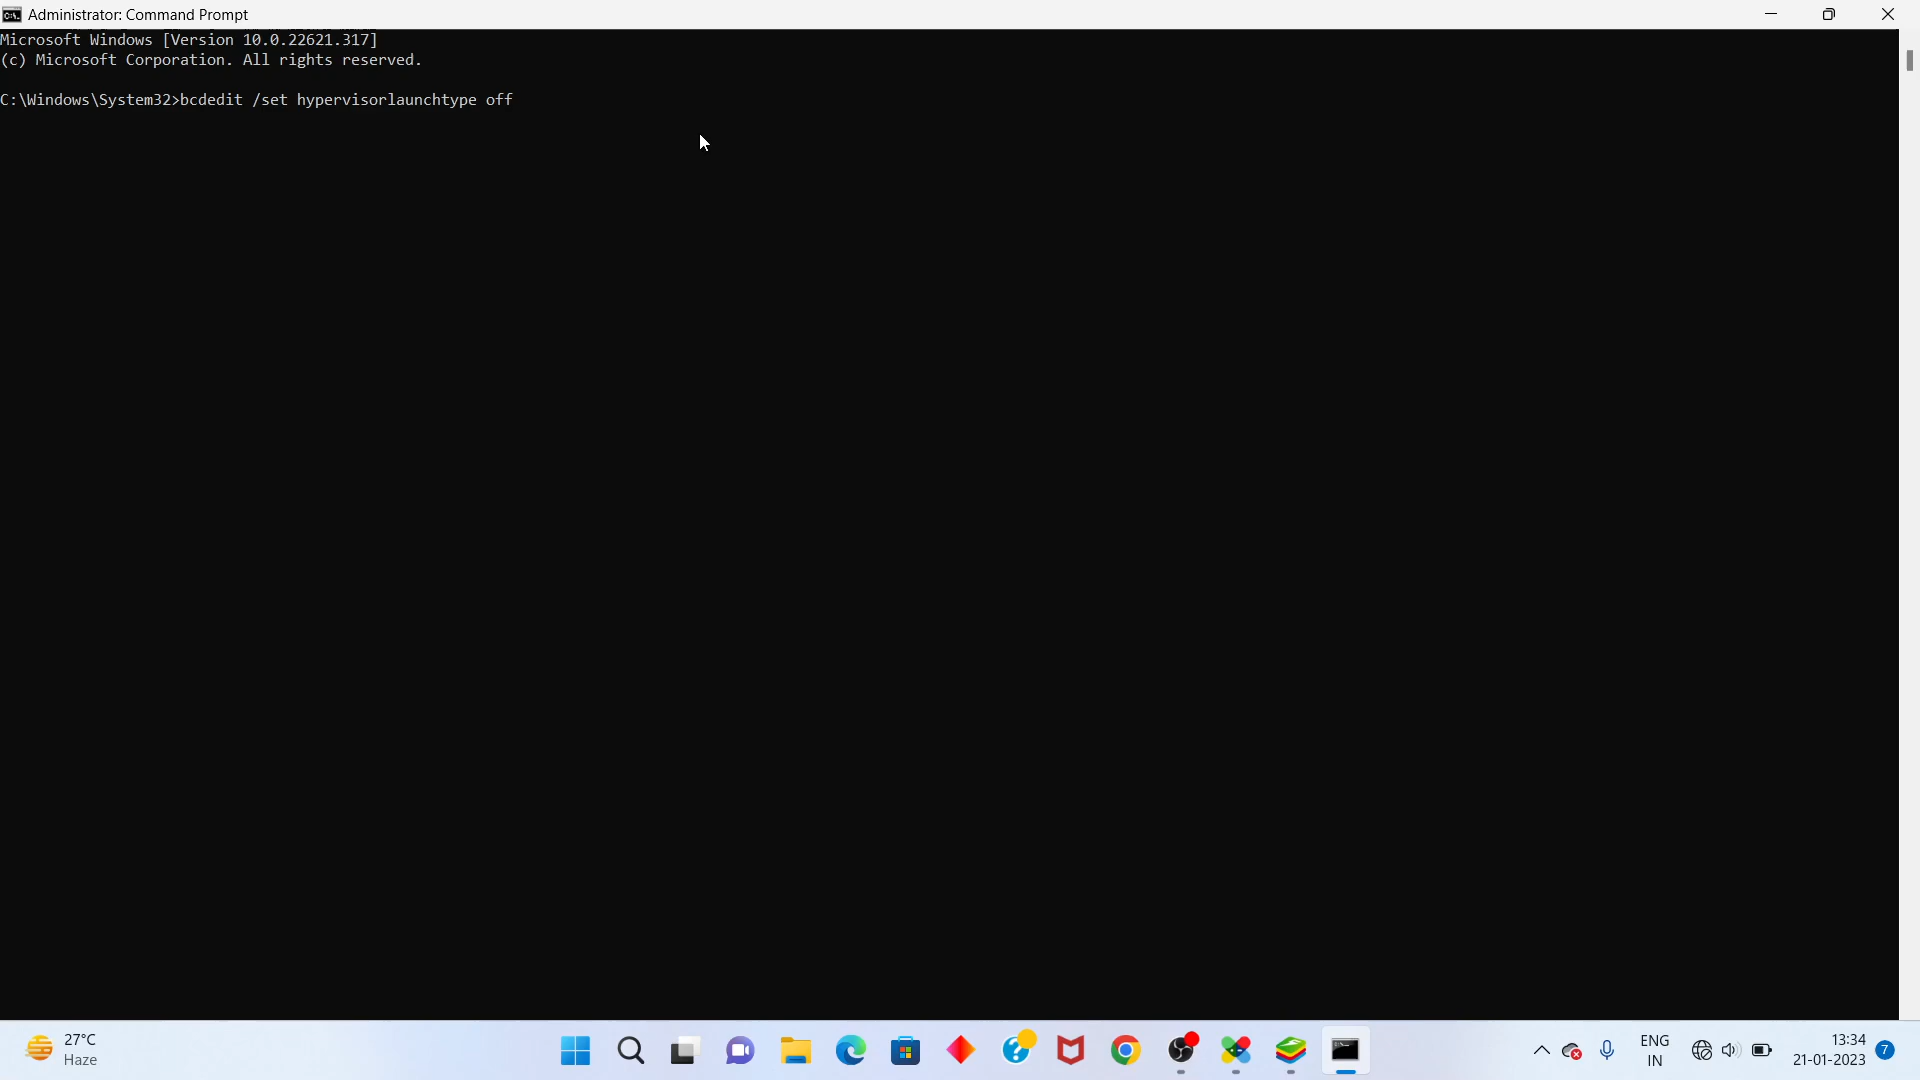 Administrator: Command Prompt
Microsoft Windows [Version 10.0.22621.317]
(c) Microsoft Corporation. All rights reserved.
C:\Windows\System32>bcdedit /set hypervisorlaunchtype off
27°C
Haze
ENG
IN
13:34
21-01-2023
7